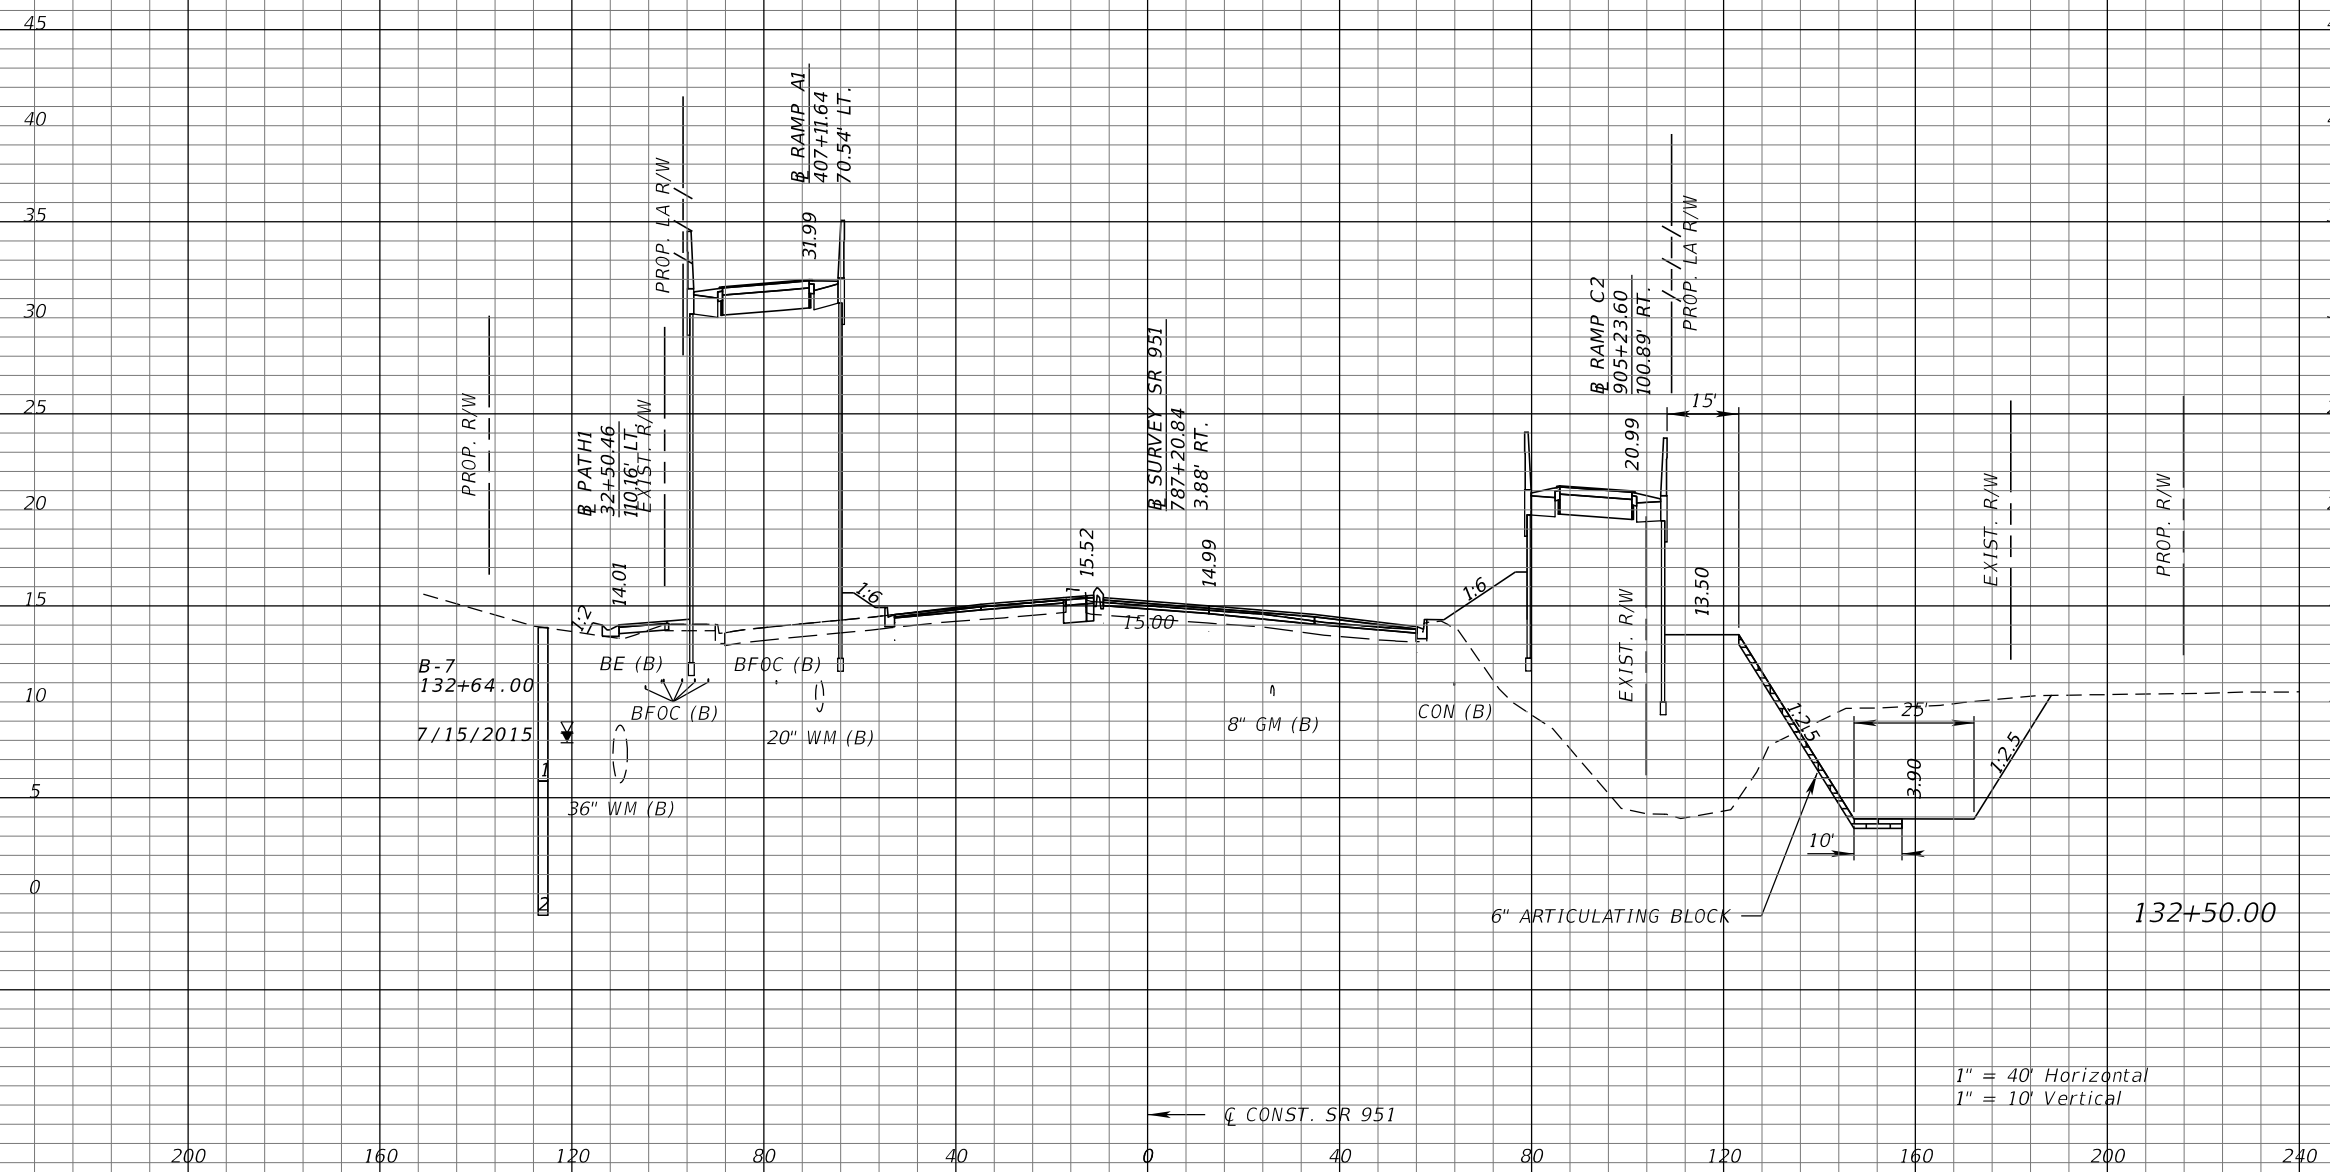 45
40
35
30
25
20
15
10
5
0
PROP. R/W
℄ PATH1
32+50.46
110.16' LT.
EXIST. R/W
PROP. LA R/W
℄ RAMP A1
407+11.64
70.54' LT.
31.99
℄ SURVEY SR 951
787+20.84
3.88' RT.
℄ RAMP C2
905+23.60
100.89' RT.
PROP. LA R/W
15'
20.99
EXIST. R/W
PROP. R/W
1:2
14.01
1:6
15.52
14.99
15.00
1:6
EXIST. R/W
13.50
B-7
132+64.00
7/15/2015
1
2
BE (B)
BFOC (B)
BFOC (B)
36" WM (B)
20" WM (B)
8" GM (B)
CON (B)
1:2.5
25'
3.90
1:2.5
10'
6" ARTICULATING BLOCK
132+50.00
1" = 40' Horizontal
1" = 10' Vertical
℄ CONST. SR 951
200
160
120
80
40
0
40
80
120
160
200
240